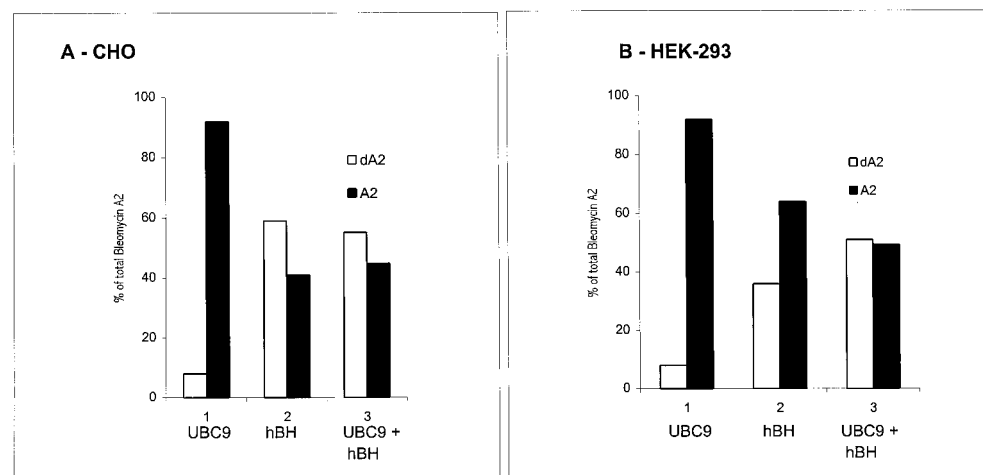 A - CHO
100
80
60
40
20
0
% of total Bleomycin A2
dA2
A2
1
2
3
UBC9
hBH
UBC9 +
hBH
B - HEK-293
100
80
60
40
20
0
% of total Bleomycin A2
dA2
A2
1
2
3
UBC9
hBH
UBC9 +
hBH